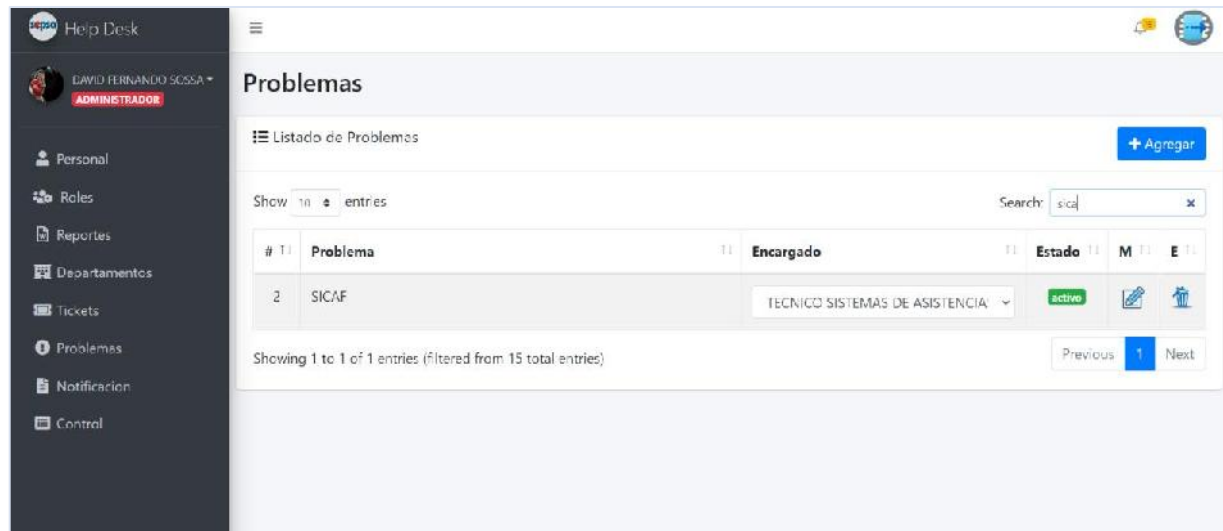 sepsa Help Desk
DAVID FERNANDO SOSSA
ADMINISTRADOR
Personal
Roles
Reportes
Departamentos
Tickets
Problemas
Notificacion
Control
Problemas
Listado de Problemas
+ Agregar
Show 10 entries
Search: sica
# Problema Encargado Estado M E
2 SICAF TECNICO SISTEMAS DE ASISTENCIA activo
Showing 1 to 1 of 1 entries (filtered from 15 total entries)
Previous 1 Next